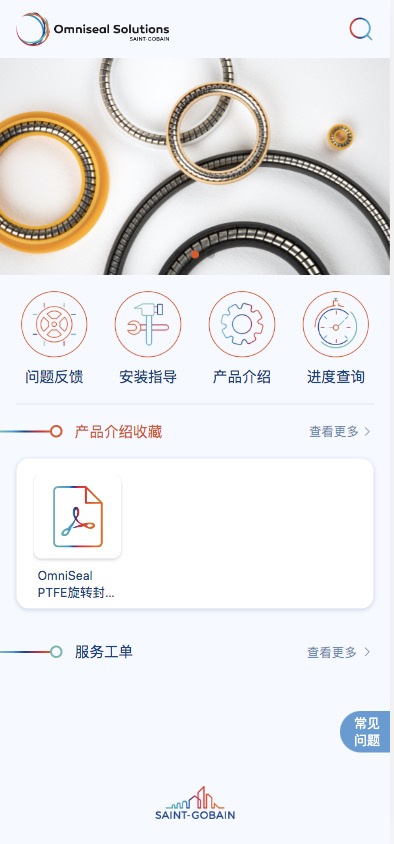 Omniseal Solutions
SAINT-GOBAIN
问题反馈
安装指导
产品介绍
进度查询
产品介绍收藏
查看更多
OmniSeal
PTFE旋转封...
服务工单
查看更多
常见
问题
SAINT-GOBAIN